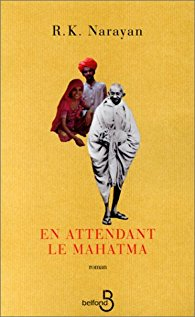 R.K. Narayan
EN ATTENDANT
LE MAHATMA
roman
belfond